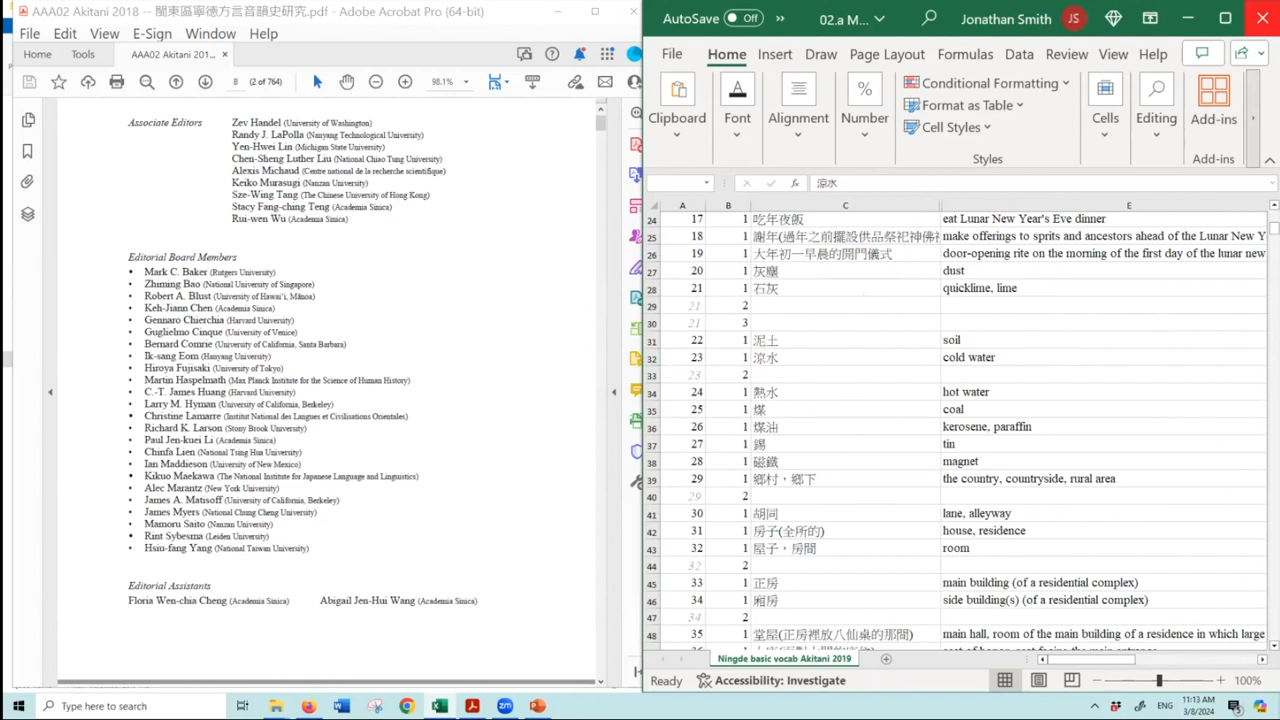 AAA02 Akitani 2018 -- 閩東區寧德方言音韻史研究.pdf - Adobe Acrobat Pro (64-bit)
File Edit View E-Sign Window Help
Home Tools AAA02 Akitani 201...
8 (2 of 764) 98.1%
Associate Editors Zev Handel (University of Washington)
Randy J. LaPolla (Nanyang Technological University)
Yen-Hwei Lin (Michigan State University)
Chen-Sheng Luther Liu (National Chiao Tung University)
Alexis Michaud (Centre national de la recherche scientifique)
Keiko Murasugi (Nanzan University)
Sze-Wing Tang (The Chinese University of Hong Kong)
Stacy Fang-ching Teng (Academia Sinica)
Rui-wen Wu (Academia Sinica)
Editorial Board Members
• Mark C. Baker (Rutgers University)
• Zhiming Bao (National University of Singapore)
• Robert A. Blust (University of Hawai'i, Mānoa)
• Keh-Jiann Chen (Academia Sinica)
• Gennaro Chierchia (Harvard University)
• Guglielmo Cinque (University of Venice)
• Bernard Comrie (University of California, Santa Barbara)
• Ik-sang Eom (Hanyang University)
• Hiroya Fujisaki (University of Tokyo)
• Martin Haspelmath (Max Planck Institute for the Science of Human History)
• C.-T. James Huang (Harvard University)
• Larry M. Hyman (University of California, Berkeley)
• Christine Lamarre (Institut National des Langues et Civilisations Orientales)
• Richard K. Larson (Stony Brook University)
• Paul Jen-kuei Li (Academia Sinica)
• Chinfa Lien (National Tsing Hua University)
• Ian Maddieson (University of New Mexico)
• Kikuo Maekawa (The National Institute for Japanese Language and Linguistics)
• Alec Marantz (New York University)
• James A. Matisoff (University of California, Berkeley)
• James Myers (National Chung Cheng University)
• Mamoru Saito (Nanzan University)
• Rint Sybesma (Leiden University)
• Hsiu-fang Yang (National Taiwan University)
Editorial Assistants
Floria Wen-chia Cheng (Academia Sinica) Abigail Jen-Hui Wang (Academia Sinica)
AutoSave Off 02.a M... Jonathan Smith JS
File Home Insert Draw Page Layout Formulas Data Review View Help
Clipboard Font Alignment Number Conditional Formatting Format as Table Cell Styles Cells Editing Add-ins
Styles Add-ins
fx 涼水
A B C E
24 17 1 吃年夜飯 eat Lunar New Year's Eve dinner
25 18 1 謝年(過年之前擺設供品祭祀神佛祖 make offerings to sprits and ancestors ahead of the Lunar New Y
26 19 1 大年初一早晨的開門儀式 door-opening rite on the morning of the first day of the lunar new
27 20 1 灰塵 dust
28 21 1 石灰 quicklime, lime
29 21 2
30 21 3
31 22 1 泥土 soil
32 23 1 涼水 cold water
33 23 2
34 24 1 熱水 hot water
35 25 1 煤 coal
36 26 1 煤油 kerosene, paraffin
37 27 1 錫 tin
38 28 1 磁鐵 magnet
39 29 1 鄉村，鄉下 the country, countryside, rural area
40 29 2
41 30 1 胡同 lane, alleyway
42 31 1 房子(全所的) house, residence
43 32 1 屋子，房間 room
44 32 2
45 33 1 正房 main building (of a residential complex)
46 34 1 廂房 side building(s) (of a residential complex)
47 34 2
48 35 1 堂屋(正房裡放八仙桌的那間) main hall, room of the main building of a residence in which large
Ningde basic vocab Akitani 2019
Ready Accessibility: Investigate 100%
Type here to search ENG 11:13 AM
3/8/2024 5